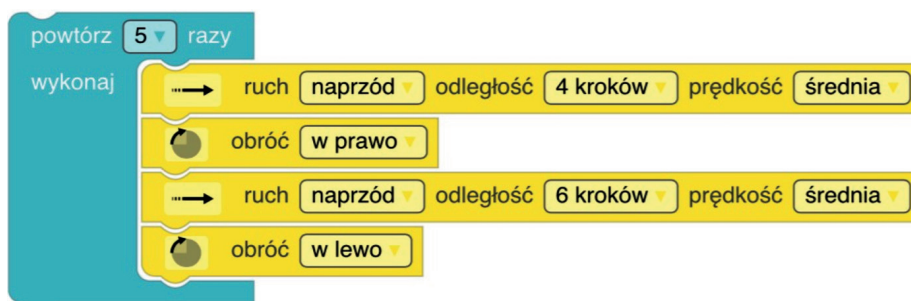 powtórz 5 razy
wykonaj ruch naprzód odległość 4 kroków prędkość średnia
obróć w prawo
ruch naprzód odległość 6 kroków prędkość średnia
obróć w lewo